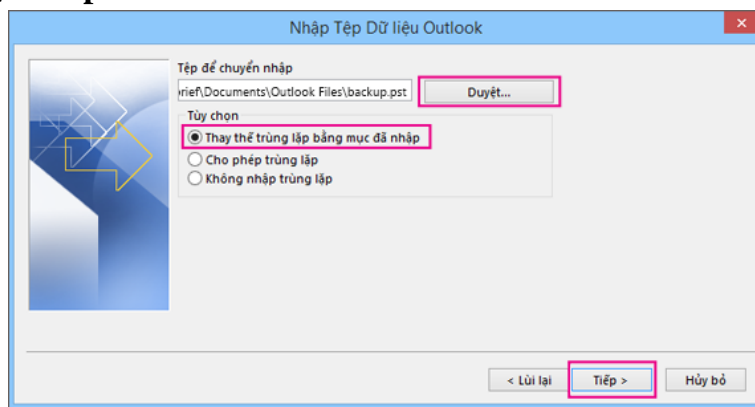 Nhập Tệp Dữ liệu Outlook
Tệp để chuyển nhập
rief\Documents\Outlook Files\backup.pst
Duyệt...
Tùy chọn
Thay thế trùng lặp bằng mục đã nhập
Cho phép trùng lặp
Không nhập trùng lặp
< Lùi lại Tiếp > Hủy bỏ